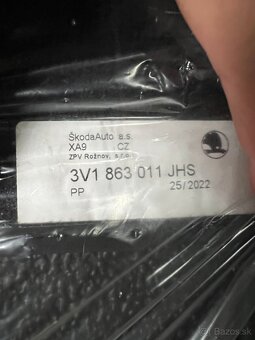 ŠkodaAuto a.s.
XA9 CZ
ZPV Rožnov, s.r.o.
3V1 863 011 JHS
PP 25/2022
Bazos.sk